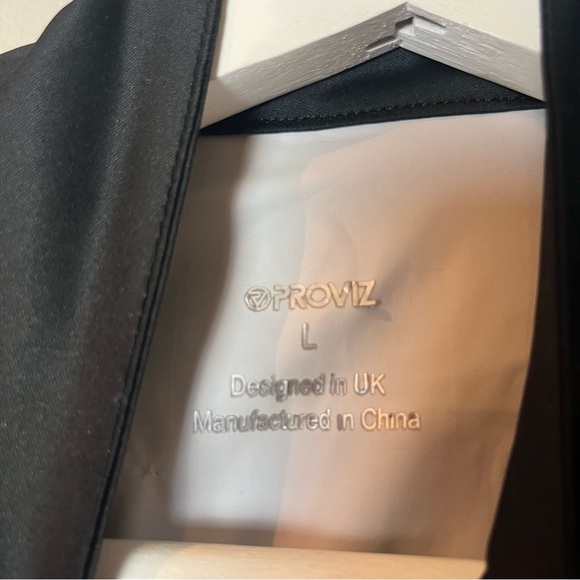 PROVIZ
L
Designed in UK
Manufactured in China